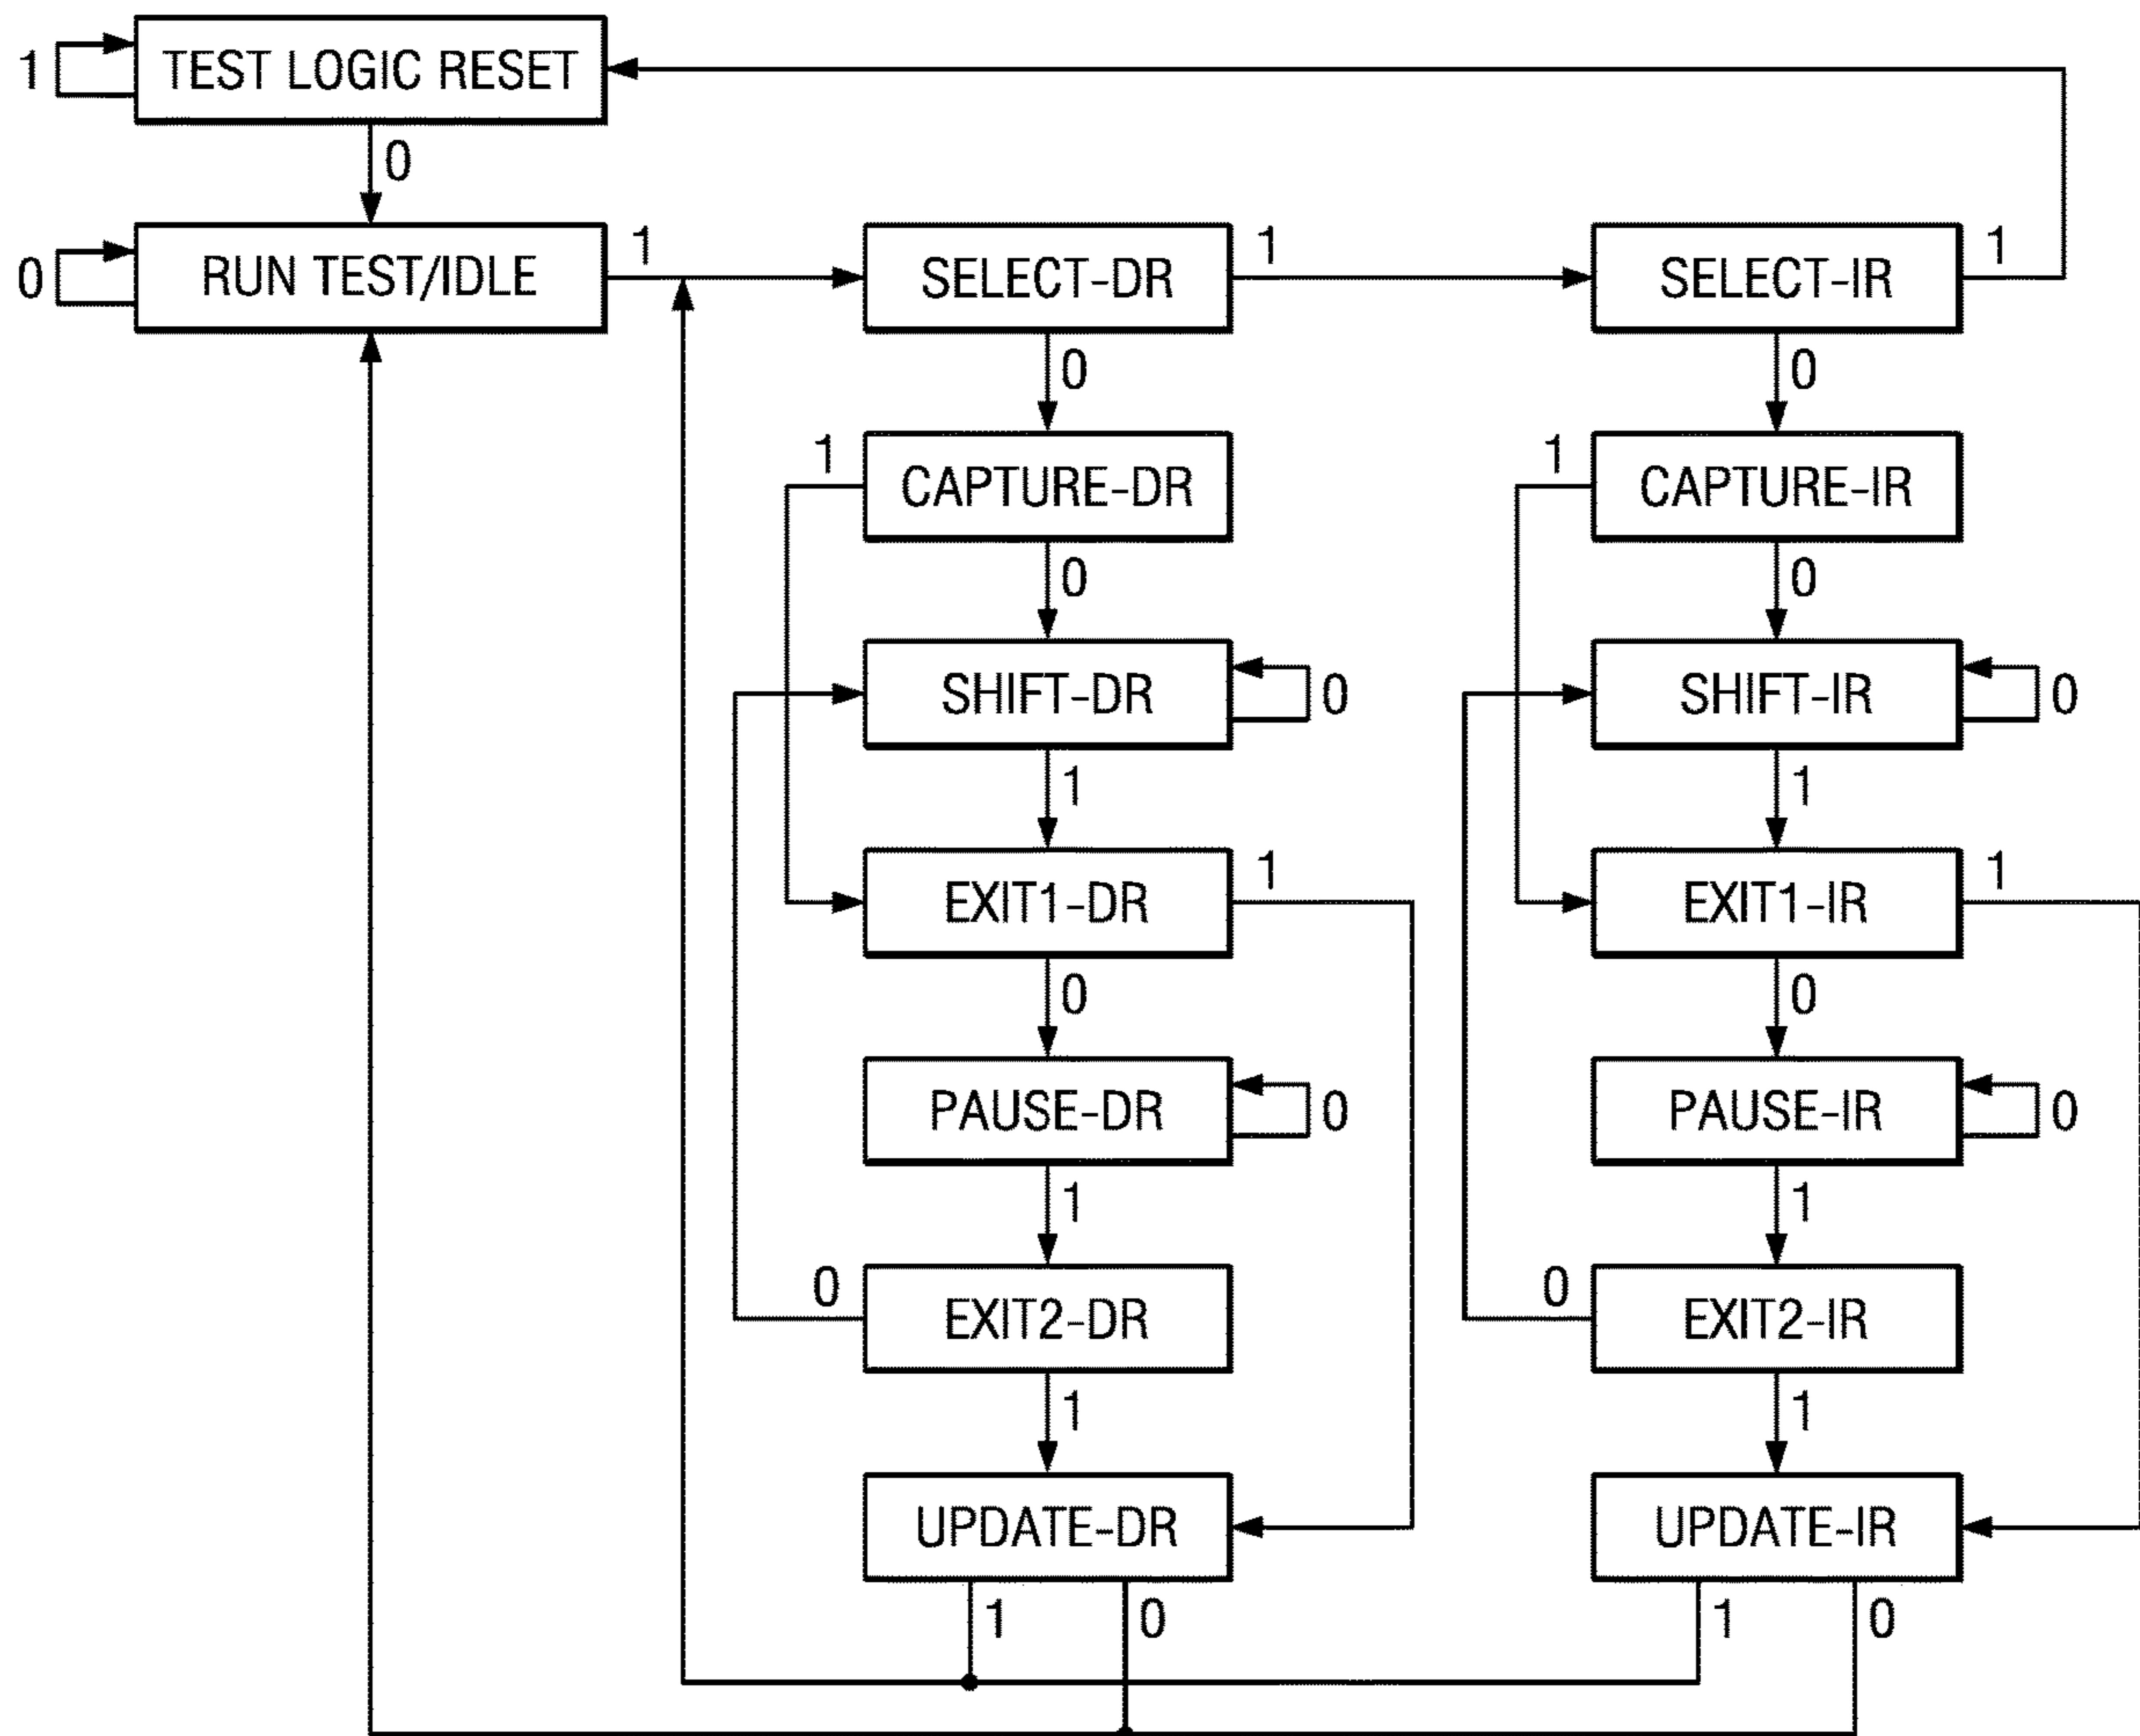 1
TEST LOGIC RESET
0
0
RUN TEST/IDLE
1
SELECT-DR
1
SELECT-IR
1
0
0
1
CAPTURE-DR
1
CAPTURE-IR
0
0
SHIFT-DR
0
SHIFT-IR
0
1
1
EXIT1-DR
1
EXIT1-IR
1
0
0
PAUSE-DR
0
PAUSE-IR
0
1
1
0
EXIT2-DR
0
EXIT2-IR
1
1
UPDATE-DR
UPDATE-IR
1
0
1
0